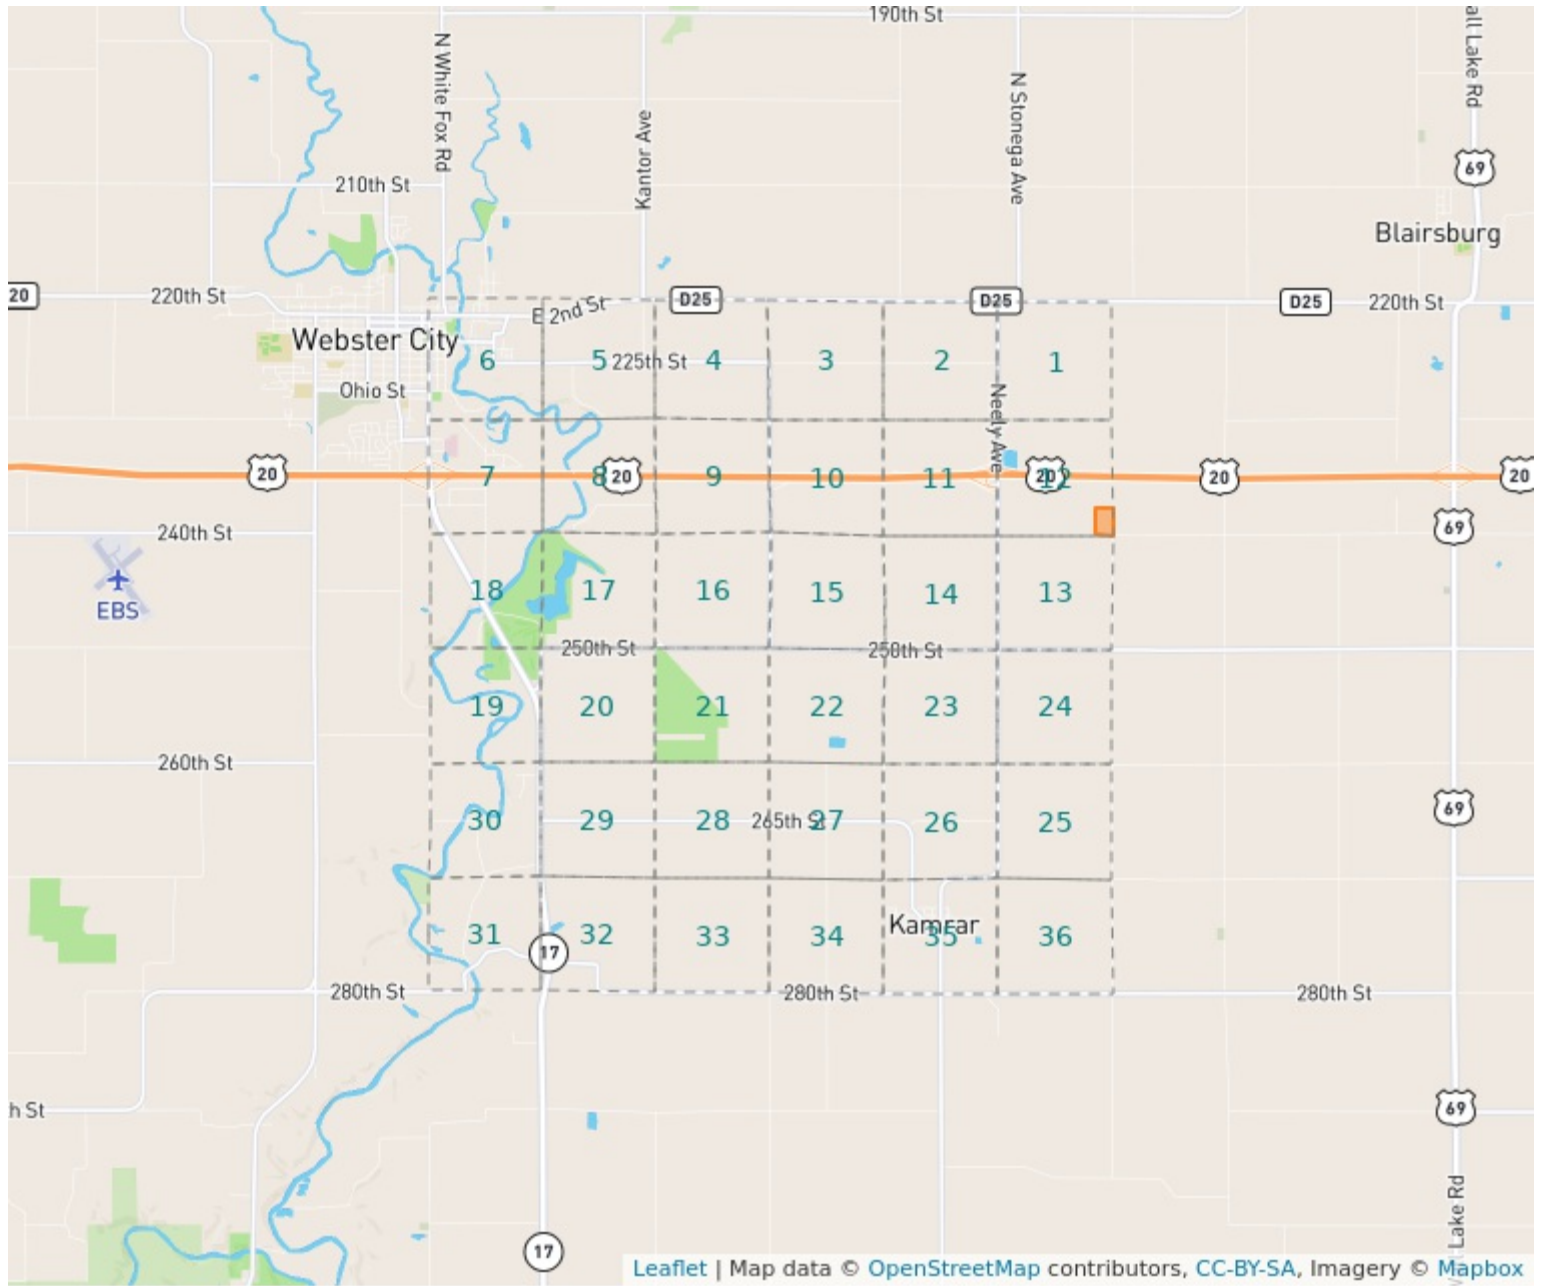 190th St
all Lake Rd
N White Fox Rd
N Stonega Ave
Kantor Ave
69
210th St
Blairsburg
20
220th St
D25
D25
D25
220th St
E 2nd St
Webster City
6
5
225th St
4
3
2
1
Ohio St
Neely Ave
20
7
8
20
9
10
11
20
12
20
20
240th St
69
EBS
18
17
16
15
14
13
250th St
250th St
19
20
21
22
23
24
260th St
30
29
28
265th St
27
26
25
69
31
32
33
34
Kamrar
35
36
17
280th St
280th St
280th St
h St
69
Lake Rd
17
Leaflet | Map data © OpenStreetMap contributors, CC-BY-SA, Imagery © Mapbox